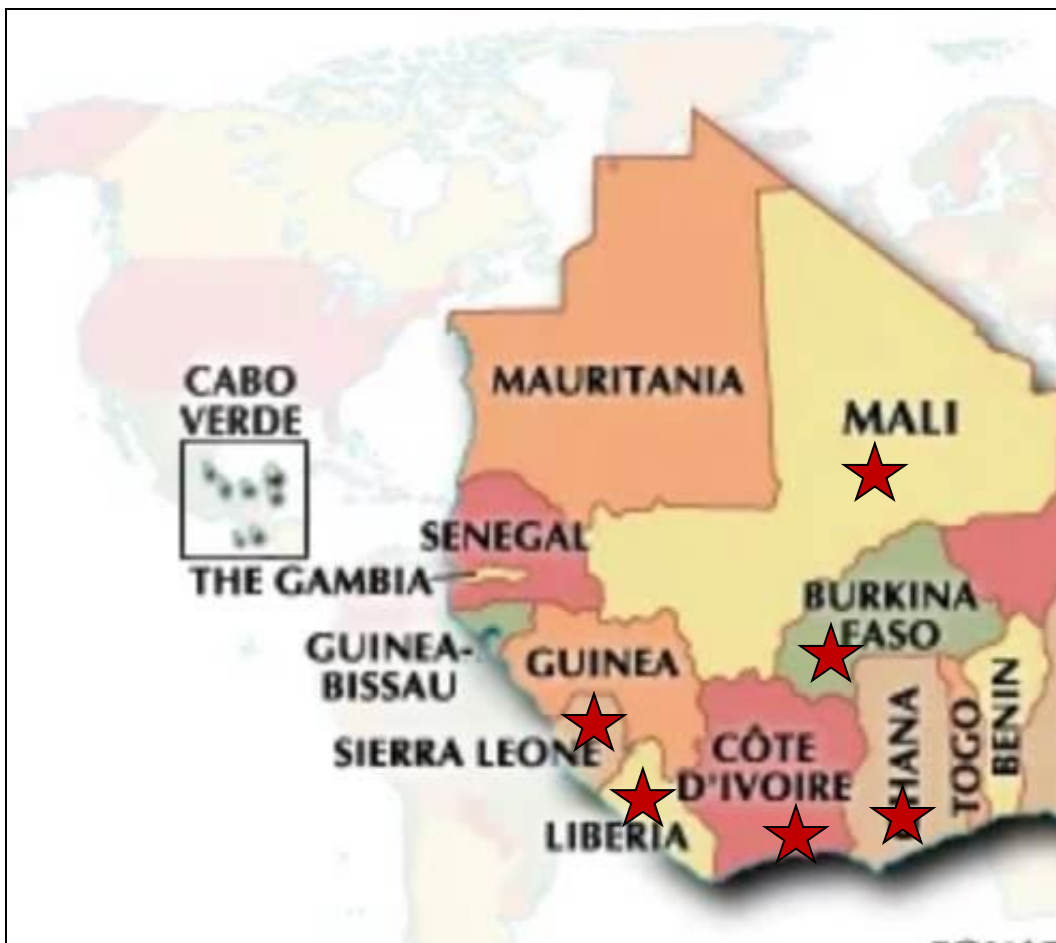 CABO
VERDE
MAURITANIA
MALI
SENEGAL
THE GAMBIA
BURKINA
FASO
GUINEA-
BISSAU
GUINEA
SIERRA LEONE
CÔTE
D'IVOIRE
LIBERIA
GHANA
TOGO
BENIN